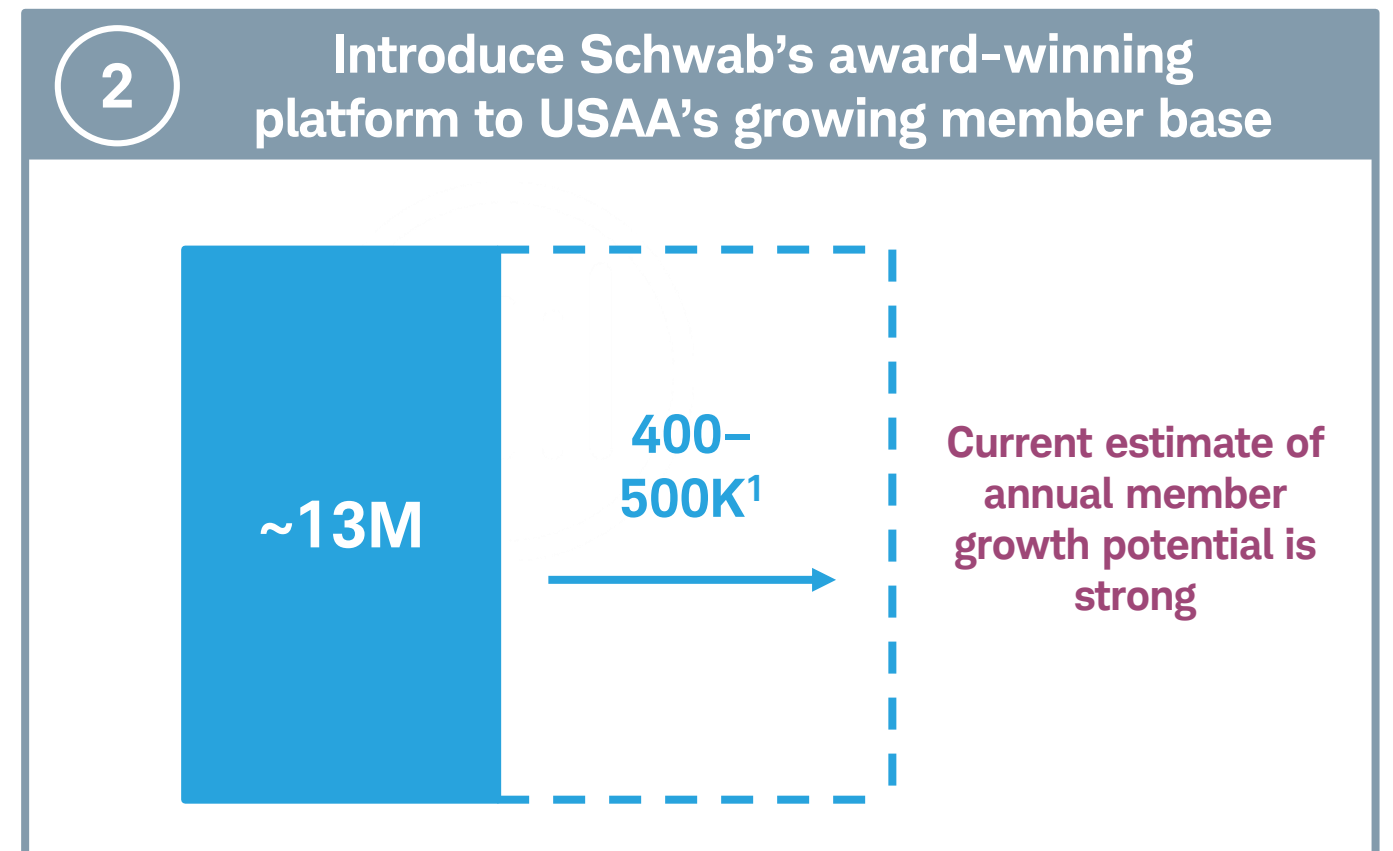 2
Introduce Schwab’s award-winning
platform to USAA’s growing member base
~13M
400–
500K¹
Current estimate of
annual member
growth potential is
strong